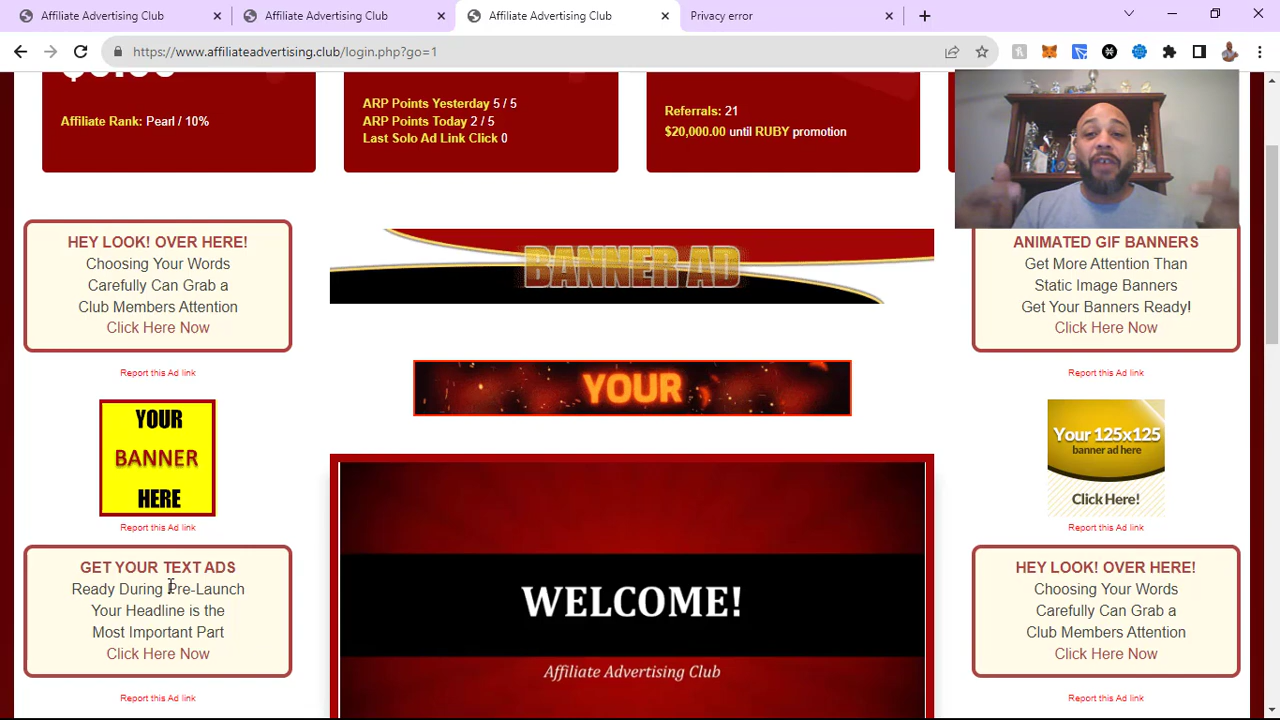 Affiliate Advertising Club
Affiliate Advertising Club
Affiliate Advertising Club
Privacy error
https://www.affiliateadvertising.club/login.php?go=1
Affiliate Rank: Pearl / 10%
ARP Points Yesterday 5 / 5
ARP Points Today 2 / 5
Last Solo Ad Link Click 0
Referrals: 21
$20,000.00 until RUBY promotion
HEY LOOK! OVER HERE!
Choosing Your Words
Carefully Can Grab a
Club Members Attention
Click Here Now
Report this Ad link
YOUR
BANNER
HERE
Report this Ad link
GET YOUR TEXT ADS
Ready During Pre-Launch
Your Headline is the
Most Important Part
Click Here Now
Report this Ad link
BANNER AD
YOUR
WELCOME!
Affiliate Advertising Club
ANIMATED GIF BANNERS
Get More Attention Than
Static Image Banners
Get Your Banners Ready!
Click Here Now
Report this Ad link
Your 125x125
banner ad here
Click Here!
Report this Ad link
HEY LOOK! OVER HERE!
Choosing Your Words
Carefully Can Grab a
Club Members Attention
Click Here Now
Report this Ad link